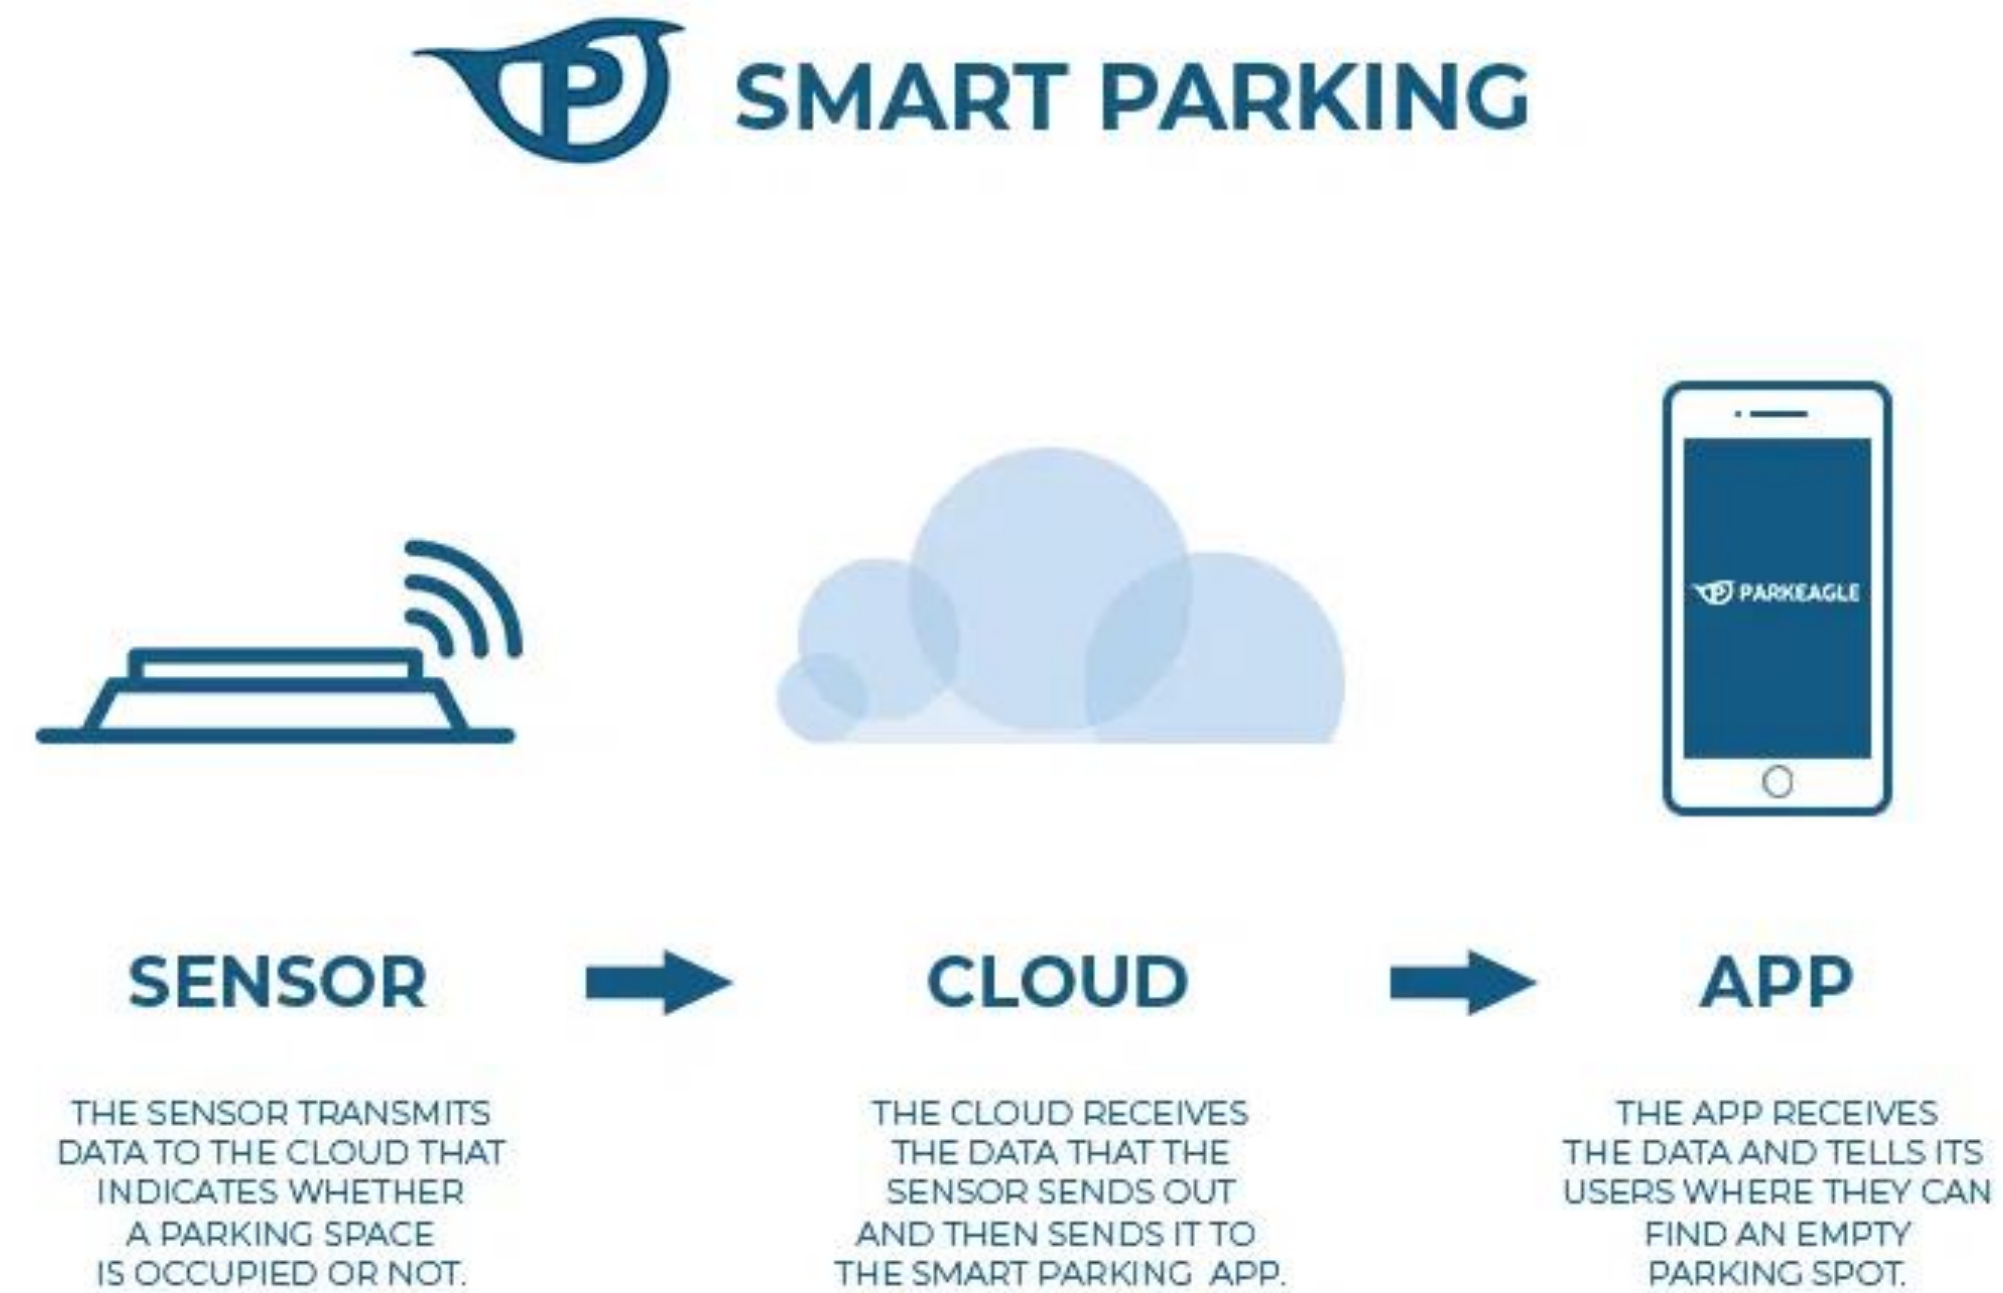 SMART PARKING
PARKEAGLE
SENSOR
CLOUD
APP
THE SENSOR TRANSMITS
DATA TO THE CLOUD THAT
INDICATES WHETHER
A PARKING SPACE
IS OCCUPIED OR NOT.
THE CLOUD RECEIVES
THE DATA THAT THE
SENSOR SENDS OUT
AND THEN SENDS IT TO
THE SMART PARKING APP.
THE APP RECEIVES
THE DATA AND TELLS ITS
USERS WHERE THEY CAN
FIND AN EMPTY
PARKING SPOT.